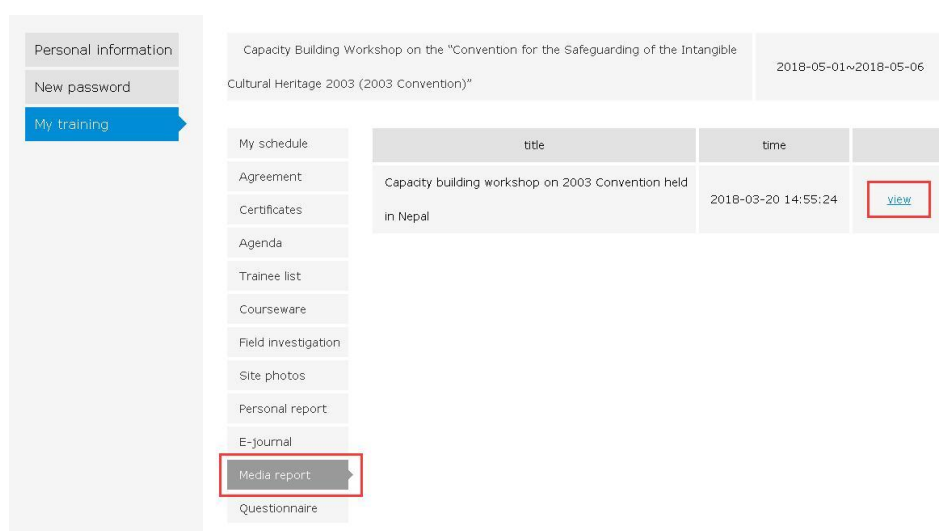 Personal information
New password
My training
Capacity Building Workshop on the "Convention for the Safeguarding of the Intangible
Cultural Heritage 2003 (2003 Convention)"
2018-05-01~2018-05-06
My schedule
Agreement
Certificates
Agenda
Trainee list
Courseware
Field investigation
Site photos
Personal report
E-journal
Media report
Questionnaire
title
time
Capacity building workshop on 2003 Convention held
in Nepal
2018-03-20 14:55:24
view